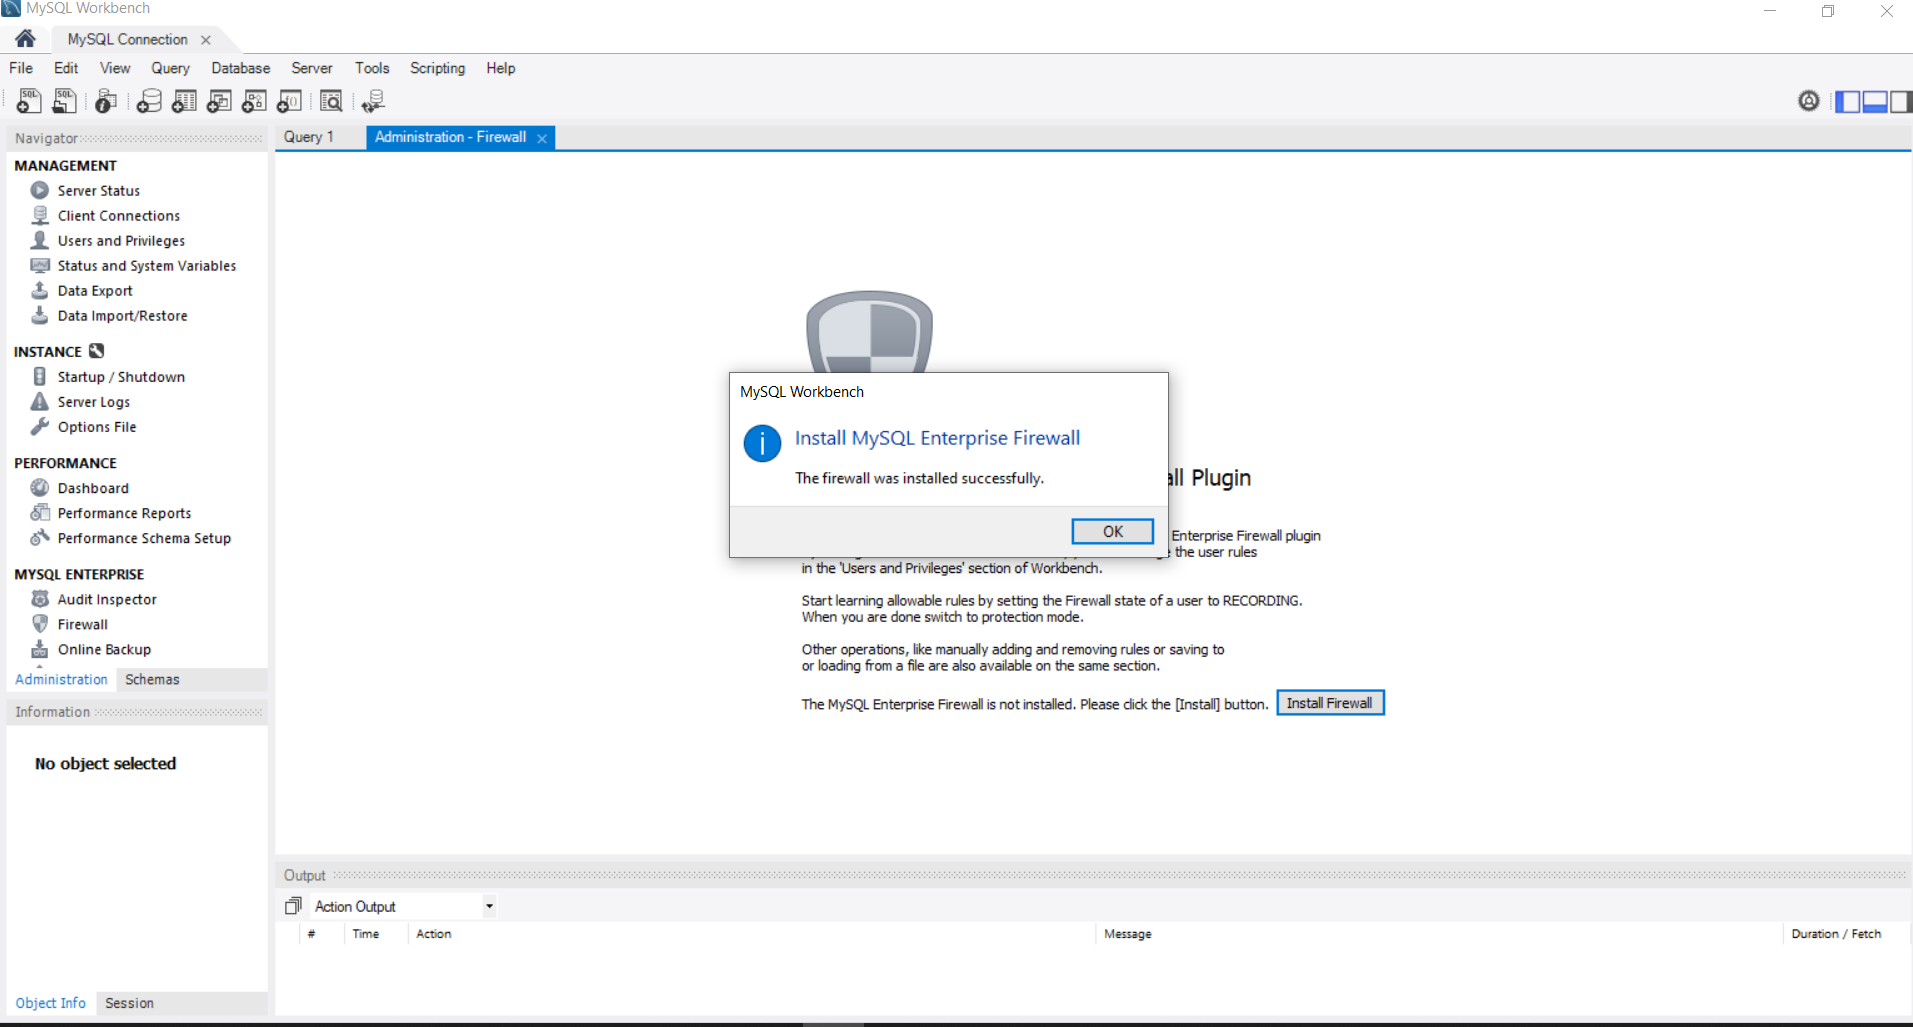 MySQL Workbench
MySQL Connection
File Edit View Query Database Server Tools Scripting Help
SQL SQL
Navigator
MANAGEMENT
Server Status
Client Connections
Users and Privileges
Status and System Variables
Data Export
Data Import/Restore
INSTANCE
Startup / Shutdown
Server Logs
Options File
PERFORMANCE
Dashboard
Performance Reports
Performance Schema Setup
MYSQL ENTERPRISE
Audit Inspector
Firewall
Online Backup
Administration Schemas
Information
No object selected
Object Info Session
Query 1 Administration - Firewall
MySQL Workbench
Install MySQL Enterprise Firewall
The firewall was installed successfully.
OK
all Plugin
Enterprise Firewall plugin
the user rules
in the 'Users and Privileges' section of Workbench.
Start learning allowable rules by setting the Firewall state of a user to RECORDING.
When you are done switch to protection mode.
Other operations, like manually adding and removing rules or saving to
or loading from a file are also available on the same section.
The MySQL Enterprise Firewall is not installed. Please click the [Install] button. Install Firewall
Output
Action Output
# Time Action Message Duration / Fetch